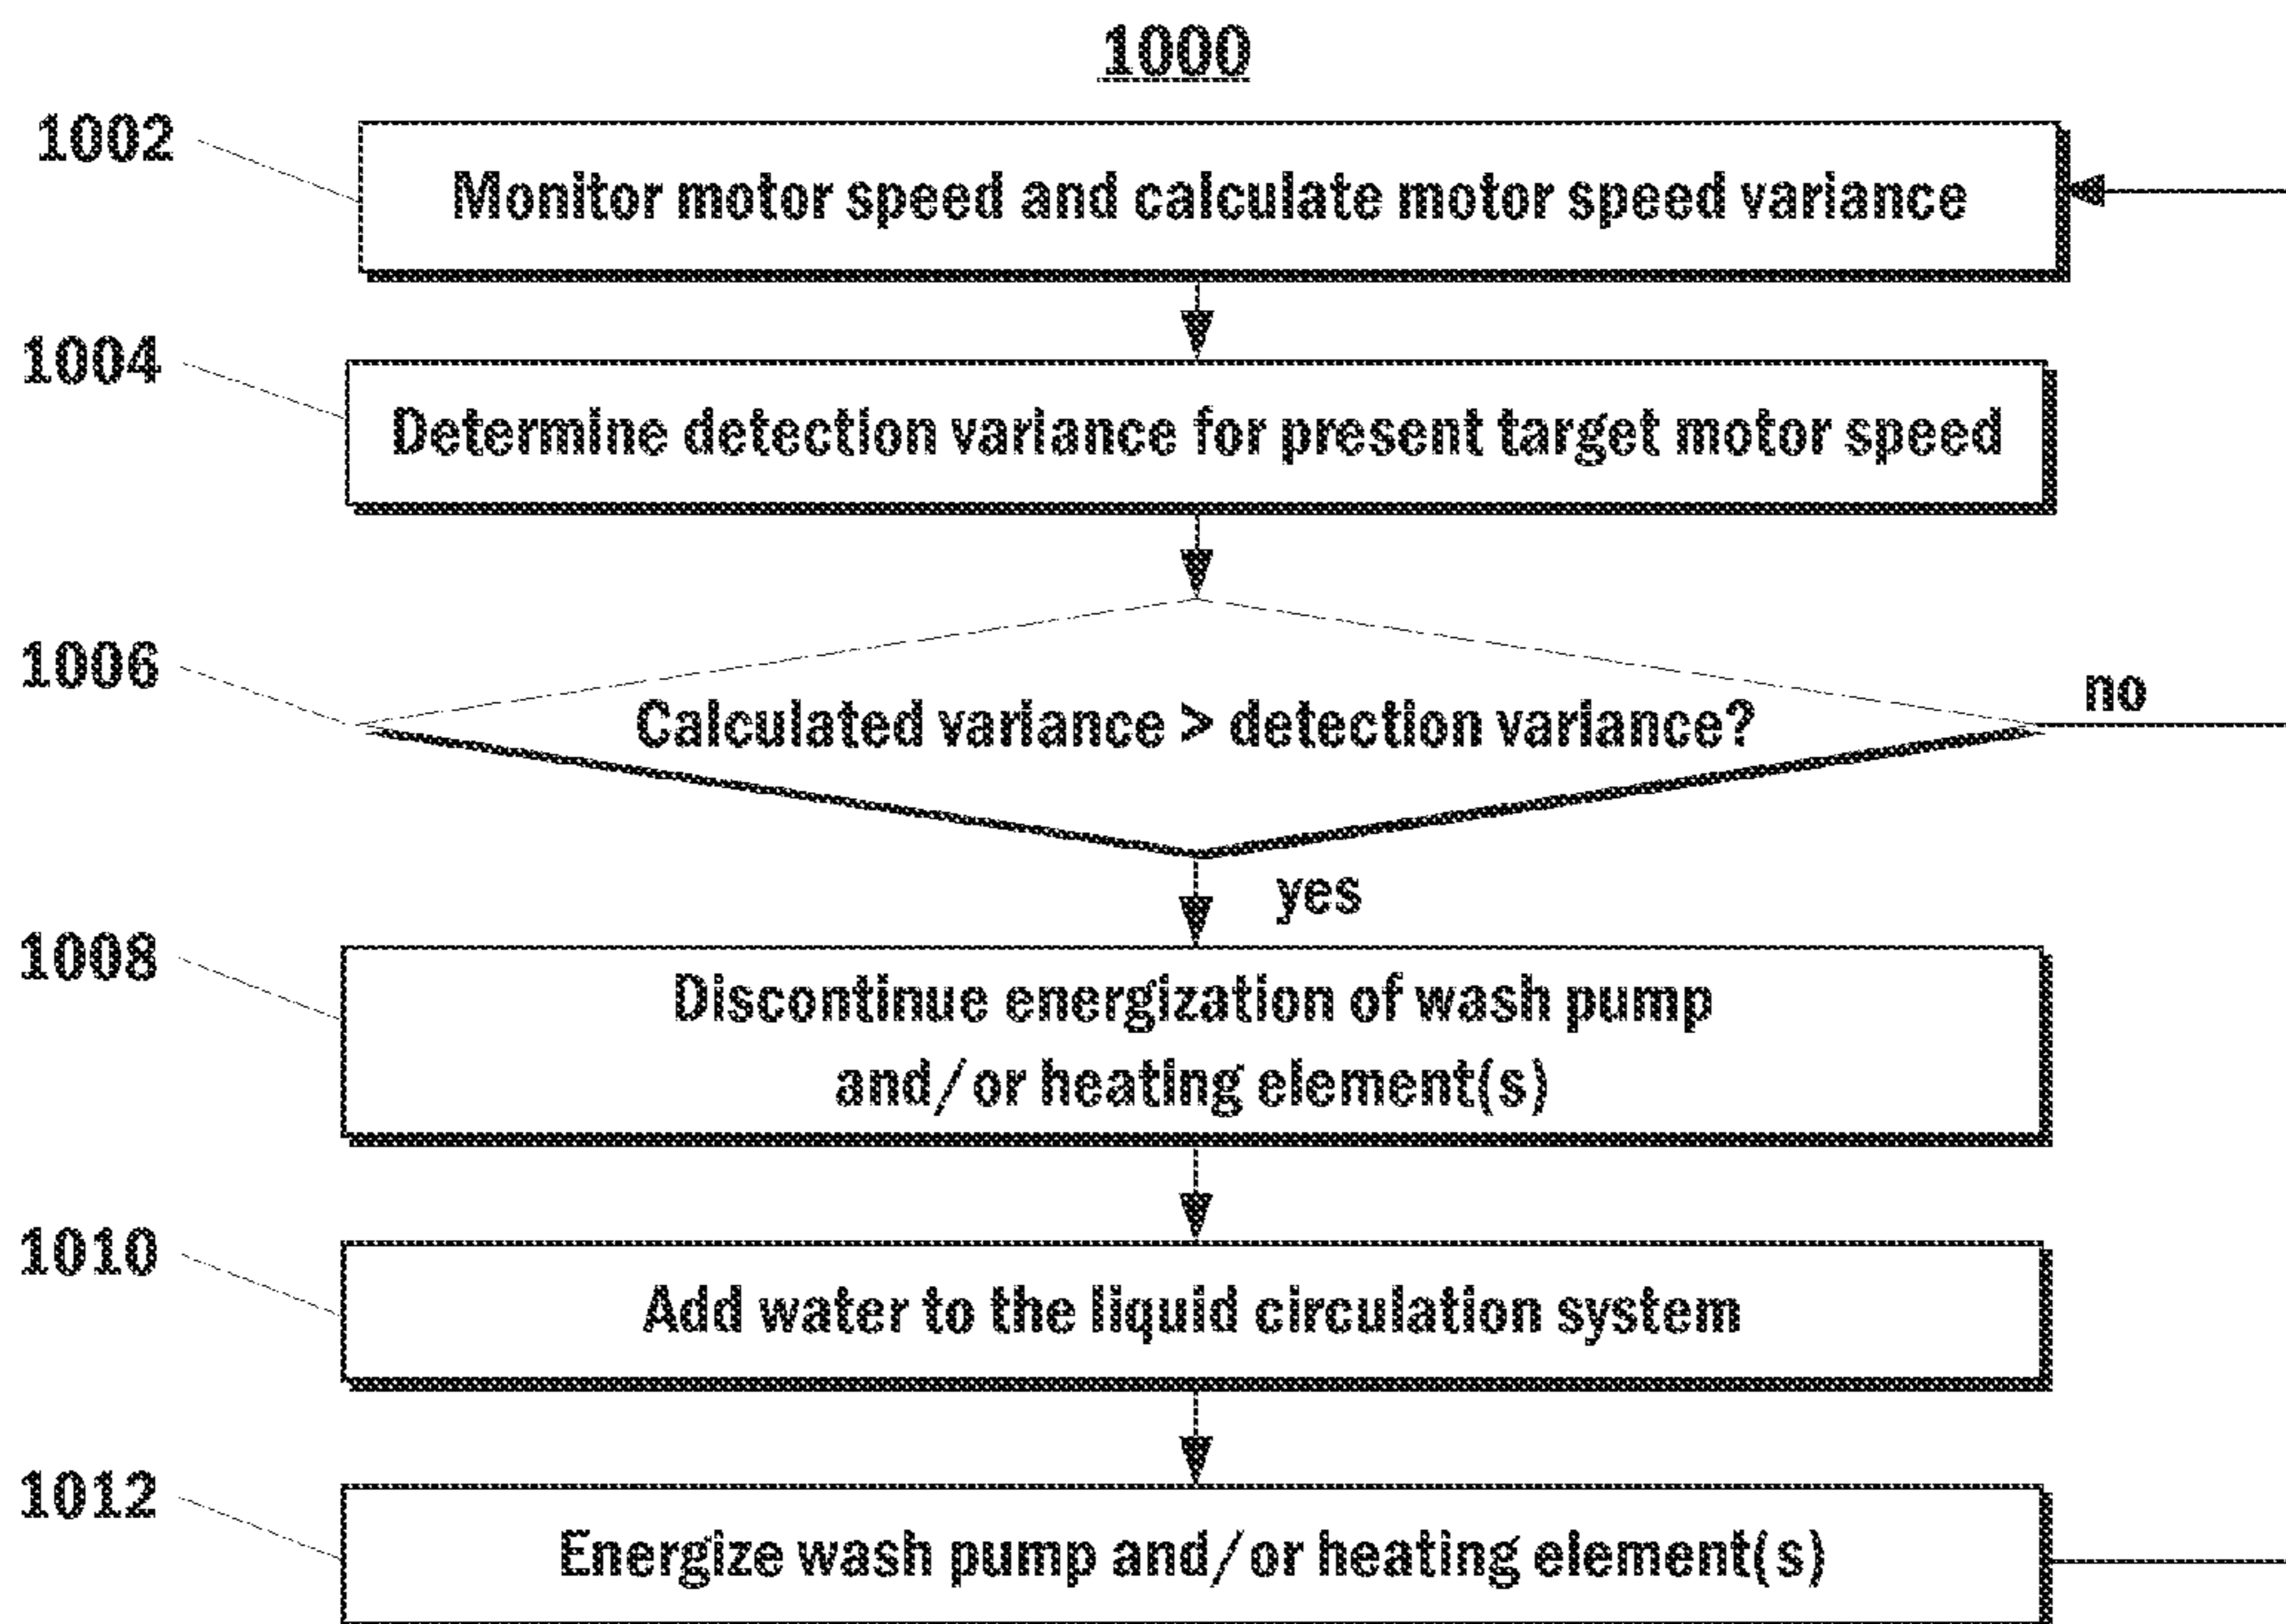 1000
1002
Monitor motor speed and calculate motor speed variance
1004
Determine detection variance for present target motor speed
1006
Calculated variance > detection variance?
no
yes
1008
Discontinue energization of wash pump
and/or heating element(s)
1010
Add water to the liquid circulation system
1012
Energize wash pump and/or heating element(s)